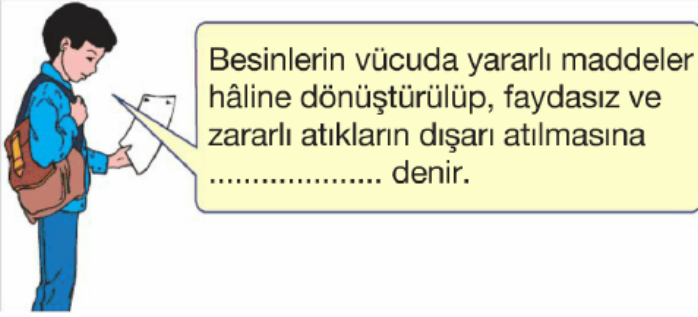 Besinlerin vücuda yararlı maddeler
hâline dönüştürülüp, faydasız ve
zararlı atıkların dışarı atılmasına
.................... denir.